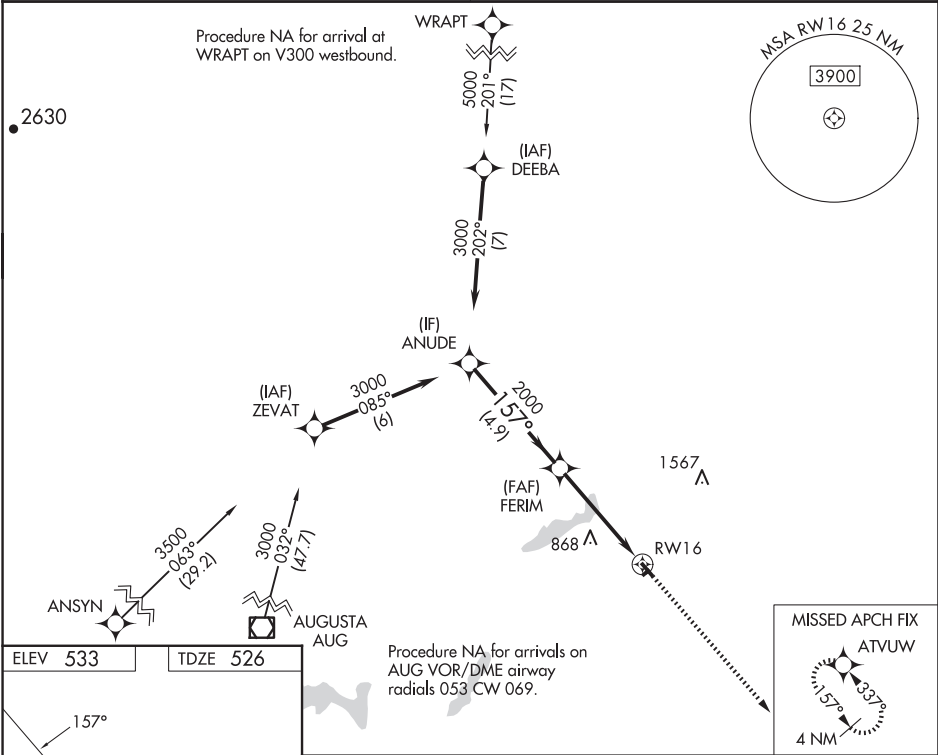 Procedure NA for arrival at
WRAPT on V300 westbound.
WRAPT
5000
201°
(17)
MSA RW16 25 NM
3900
2630
(IAF)
DEEBA
3000
202°
(7)
(IF)
ANUDE
(IAF)
ZEVAT
3000
085°
(6)
2000
157°
(4.9)
(FAF)
FERIM
1567
868
RW16
3500
063°
(29.2)
3000
032°
(47.7)
ANSYN
AUGUSTA
AUG
Procedure NA for arrivals on
AUG VOR/DME airway
radials 053 CW 069.
MISSED APCH FIX
ATVUW
157°
337°
4 NM
ELEV 533
TDZE 526
157°